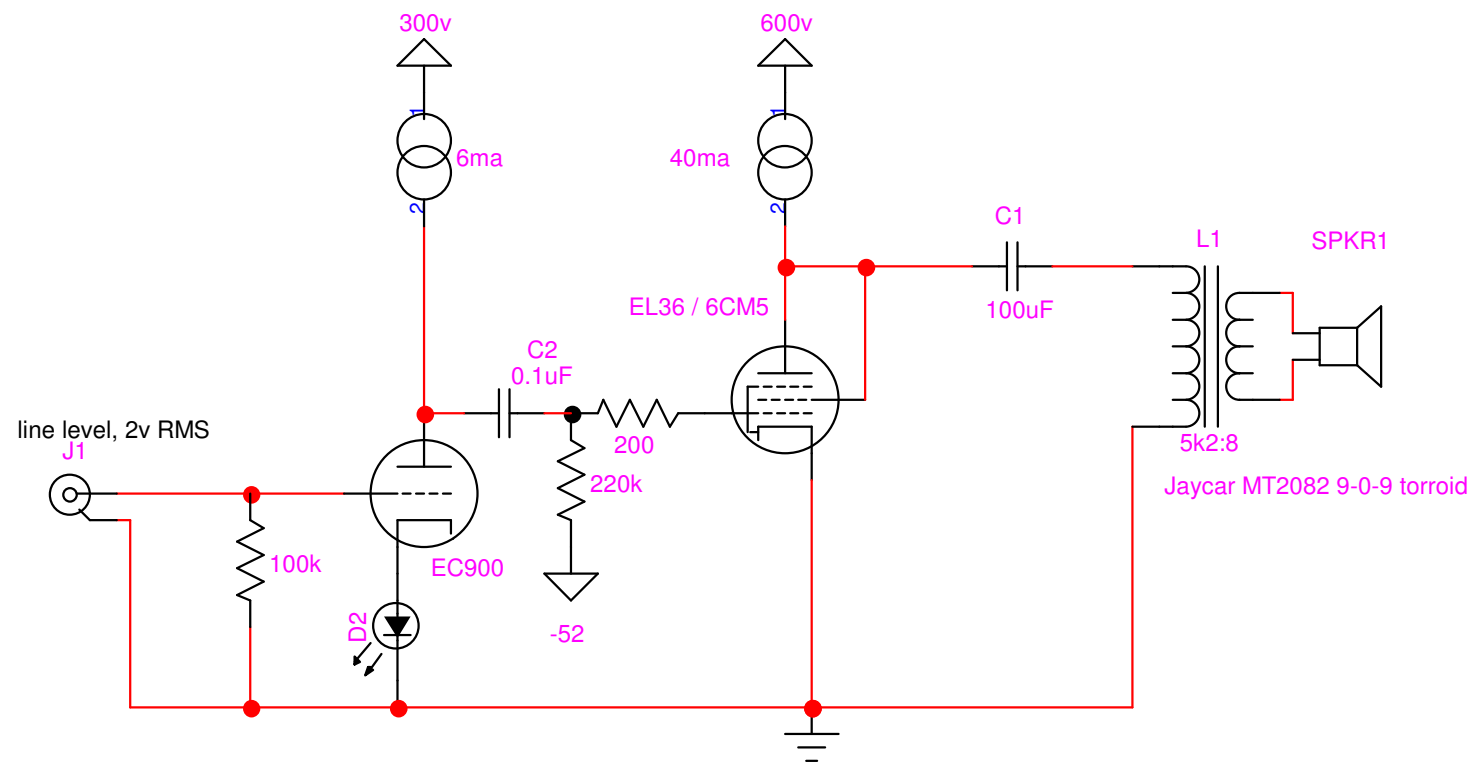 300v
600v
1
1
6ma
40ma
2
2
C1
L1
SPKR1
EL36 / 6CM5
100uF
C2
0.1uF
line level, 2v RMS
J1
200
5k2:8
220k
Jaycar MT2082 9-0-9 torroid
100k
EC900
D2
-52